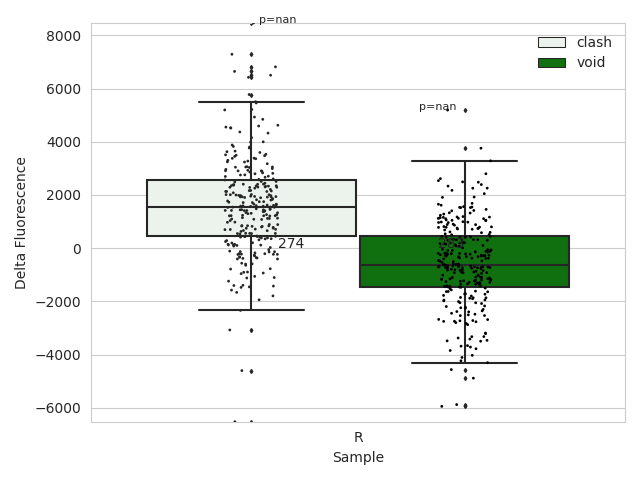 p=nan
8000
clash
void
6000
p=nan
4000
2000
274
0
−2000
−4000
−6000
Delta Fluorescence
R
Sample